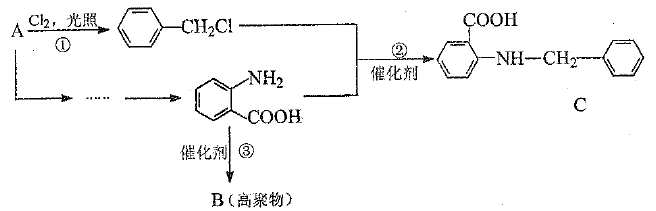 A
Cl₂，光照
①
CH₂Cl
②
催化剂
COOH
NH—CH₂
C
……
NH₂
COOH
催化剂
③
B（高聚物）